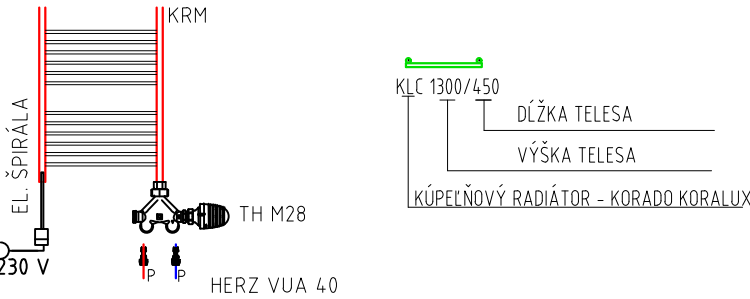 KRM
EL. ŠPIRÁLA
230 V
TH M28
P P
HERZ VUA 40
KLC 1300/450
DĹŽKA TELESA
VÝŠKA TELESA
KÚPEĽŇOVÝ RADIÁTOR - KORADO KORALUX